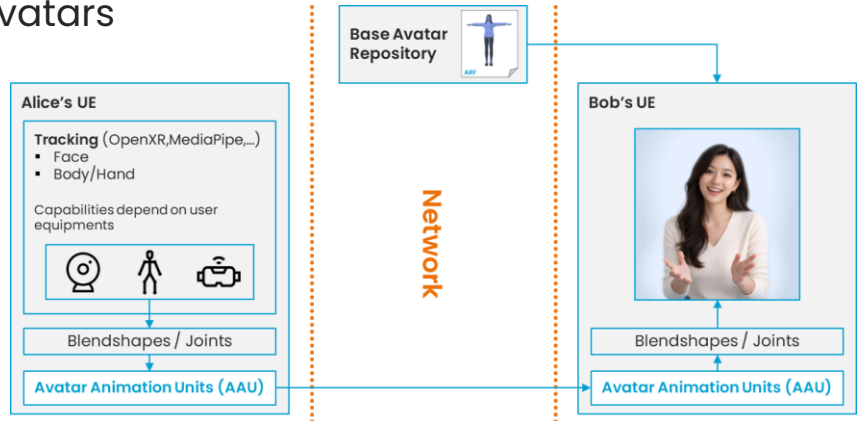 vatars
Base Avatar
Repository
ARF
Alice's UE
Tracking (OpenXR,MediaPipe,...)
▪ Face
▪ Body/Hand
Capabilities depend on user
equipments
Blendshapes / Joints
Avatar Animation Units (AAU)
Network
Bob's UE
Blendshapes / Joints
Avatar Animation Units (AAU)